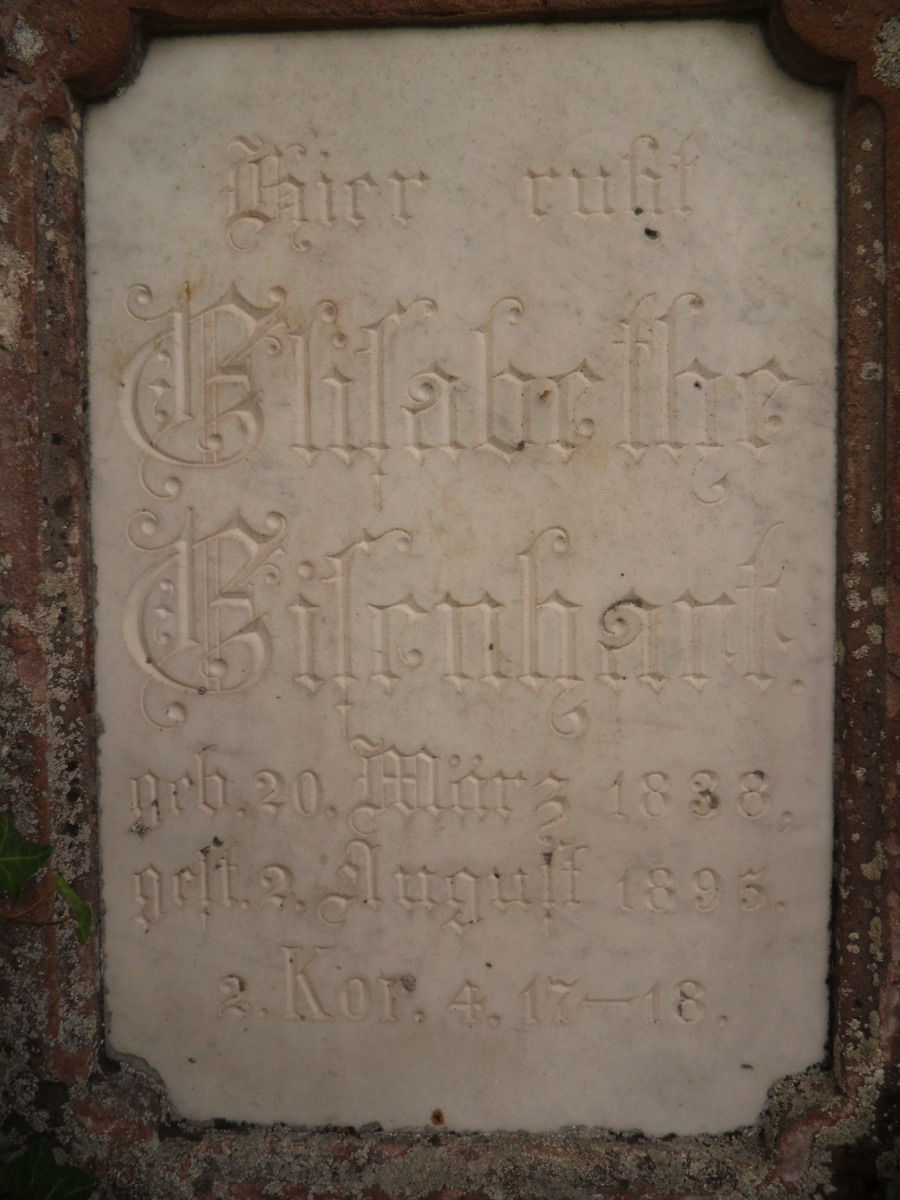 Hier ruht
Elisabethe
Eisenhart.
geb. 20. März 1838,
gest. 2. August 1895.
2. Kor. 4. 17–18.